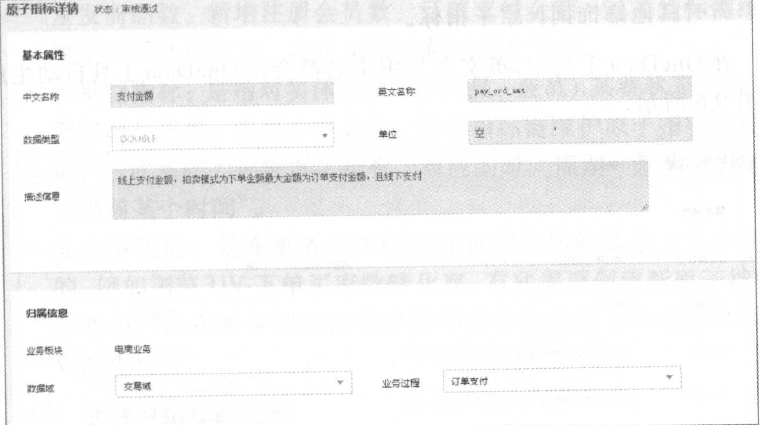 原子指标详情 状态：审核通过
基本属性
中文名称 支付金额 英文名称 pay_ord_amt
数据类型 DOUBLE 单位 空
描述信息 线上支付金额，拍卖模式为下单金额最大金额为订单支付金额，且线下支付
归属信息
业务板块 电商业务
数据域 交易域 业务过程 订单支付